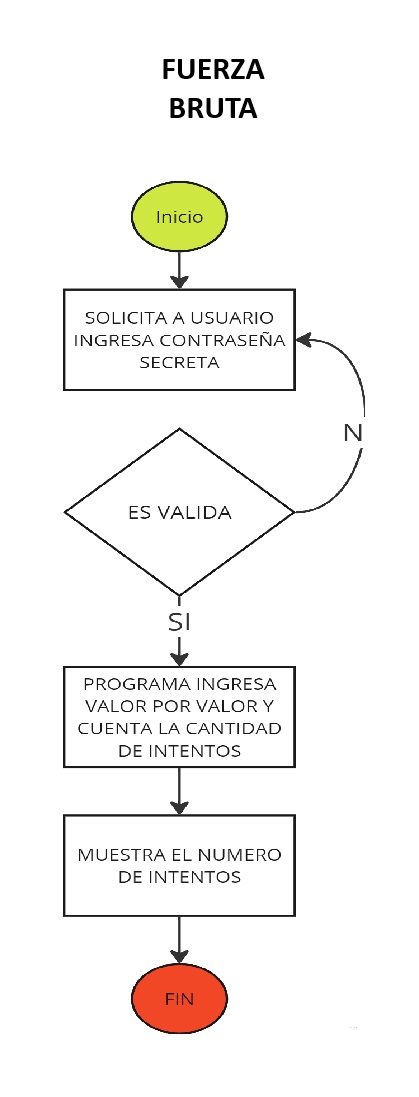 FUERZA
BRUTA
Inicio
SOLICITA A USUARIO
INGRESA CONTRASEÑA
SECRETA
N
ES VALIDA
SI
PROGRAMA INGRESA
VALOR POR VALOR Y
CUENTA LA CANTIDAD
DE INTENTOS
MUESTRA EL NUMERO
DE INTENTOS
FIN